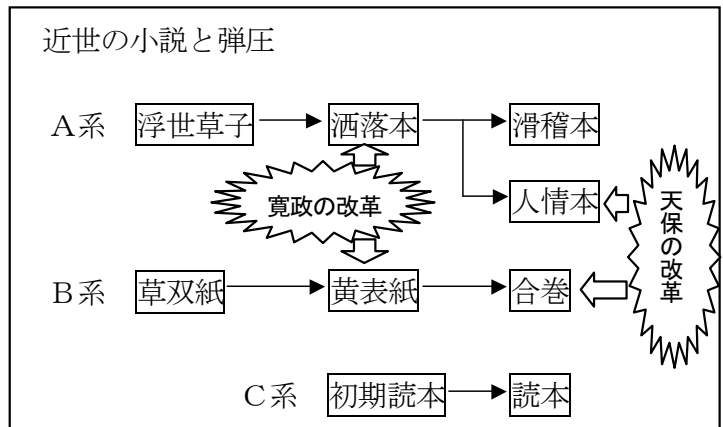 近世の小説と弾圧
A系 浮世草子 洒落本 滑稽本
人情本
寛政の改革
天保の改革
B系 草双紙 黄表紙 合巻
C系 初期読本 読本